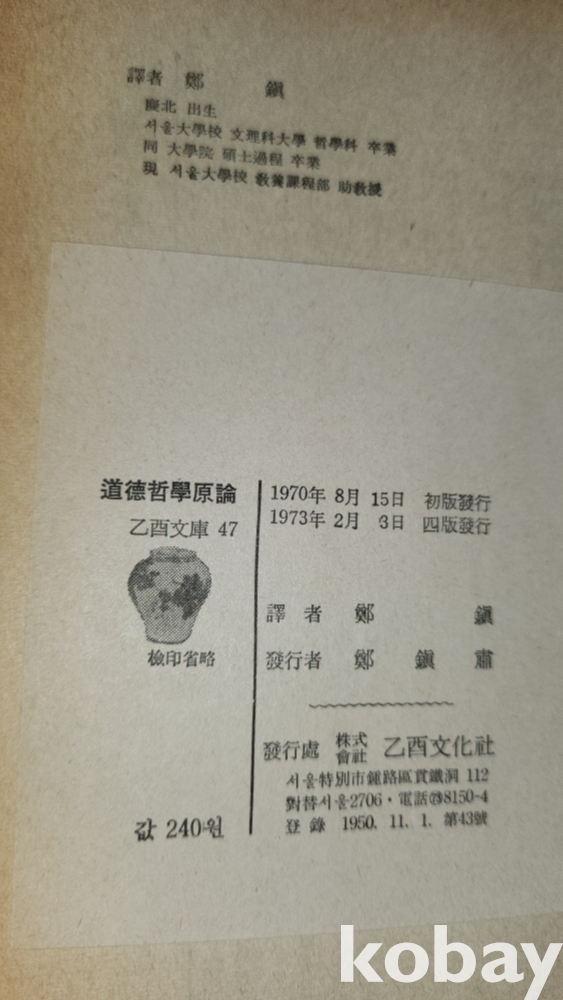 譯者 鄭 鎭
慶北 出生
서울大學校 文理科大學 哲學科 卒業
同 大學院 碩士過程 卒業
現 서울大學校 敎養課程部 助敎授
道德哲學原論
乙酉文庫 47
檢印省略
값 240원
1970年 8月 15日 初版發行
1973年 2月 3日 四版發行
譯者 鄭 鎭
發行者 鄭 鎭 肅
發行處 株式會社 乙酉文化社
서울特別市鍾路區貫鐵洞 112
對替서울2706・電話 8150-4
登錄 1950. 11. 1. 第43號
kobay